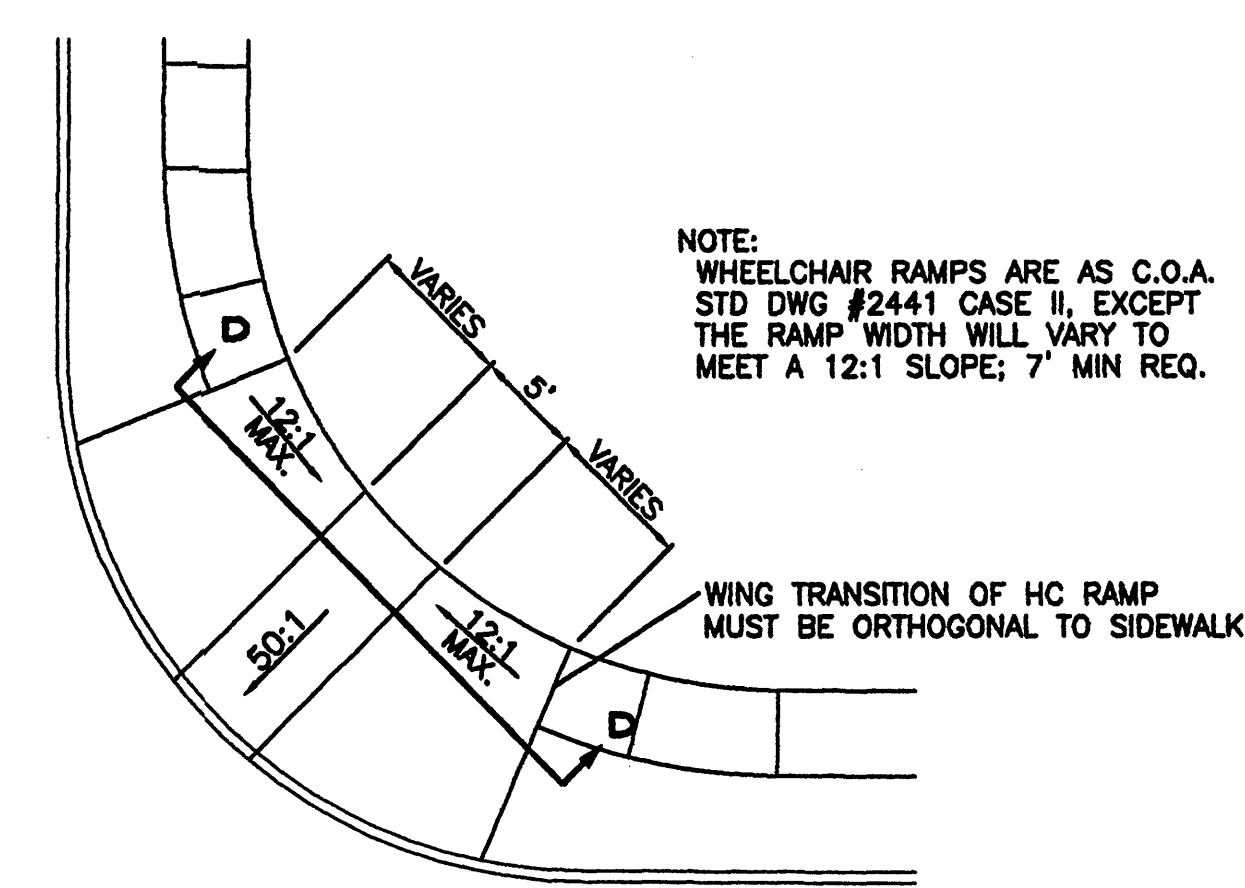 NOTE:
WHEELCHAIR RAMPS ARE AS C.O.A.
STD DWG #2441 CASE II, EXCEPT
THE RAMP WIDTH WILL VARY TO
MEET A 12:1 SLOPE; 7' MIN REQ.
VARIES
5'
VARIES
D
12:1
MAX.
50:1
12:1
MAX.
WING TRANSITION OF HC RAMP
MUST BE ORTHOGONAL TO SIDEWALK
D